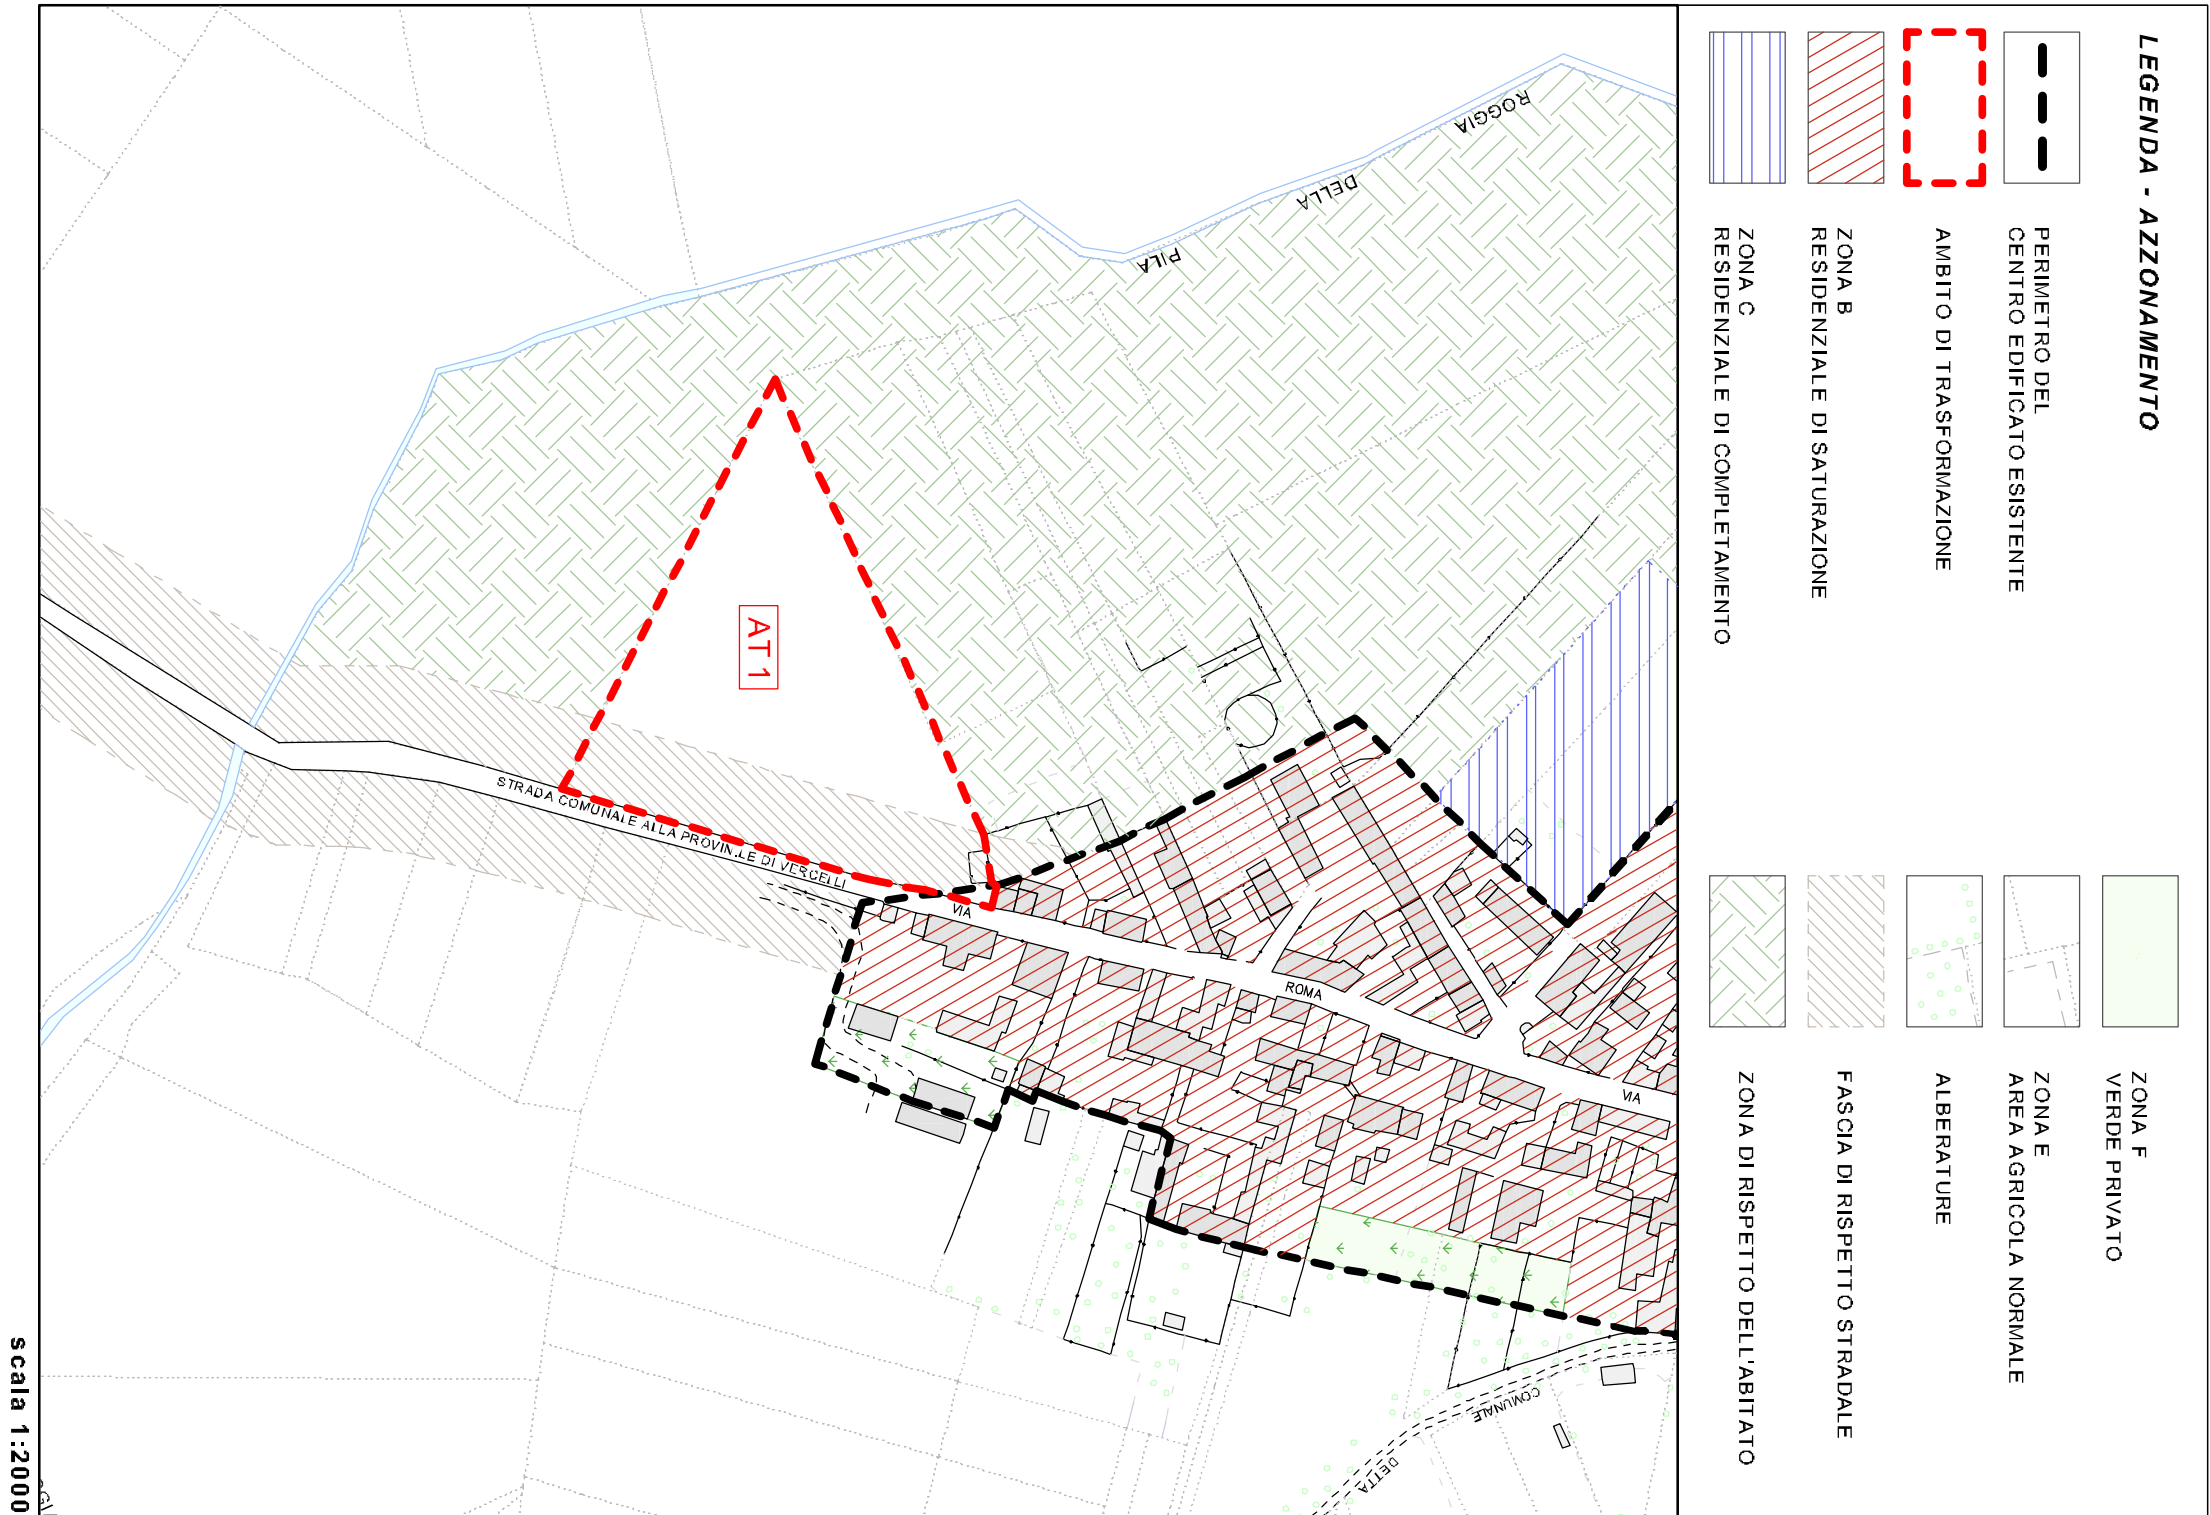 LEGENDA - AZZONAMENTO
PERIMETRO DEL
CENTRO EDIFICATO ESISTENTE
AMBITO DI TRASFORMAZIONE
ZONA B
RESIDENZIALE DI SATURAZIONE
ZONA C
RESIDENZIALE DI COMPLETAMENTO
ZONA F
VERDE PRIVATO
ZONA E
AREA AGRICOLA NORMALE
ALBERATURE
FASCIA DI RISPETTO STRADALE
ZONA DI RISPETTO DELL'ABITATO
ROGGIA
DELLA
PILA
AT 1
STRADA COMUNALE ALLA PROVIN.LE DI VERCELLI
VIA
ROMA
VIA
COMUNALE
DETTA
scala 1:2000